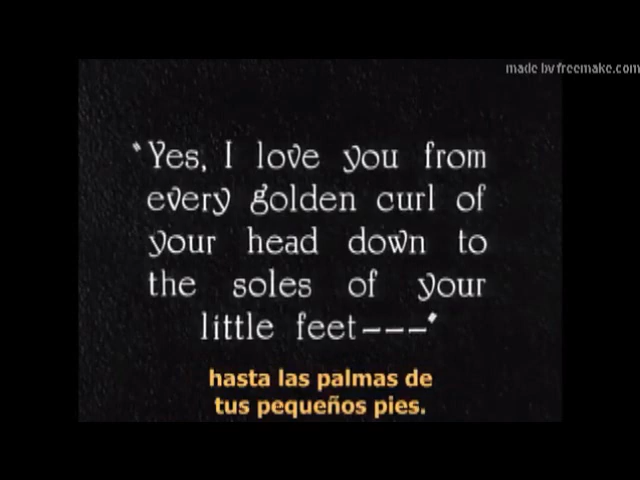 made by freemake.com
"Yes, I love you from
every golden curl of
your head down to
the soles of your
little feet---"
hasta las palmas de
tus pequeños pies.